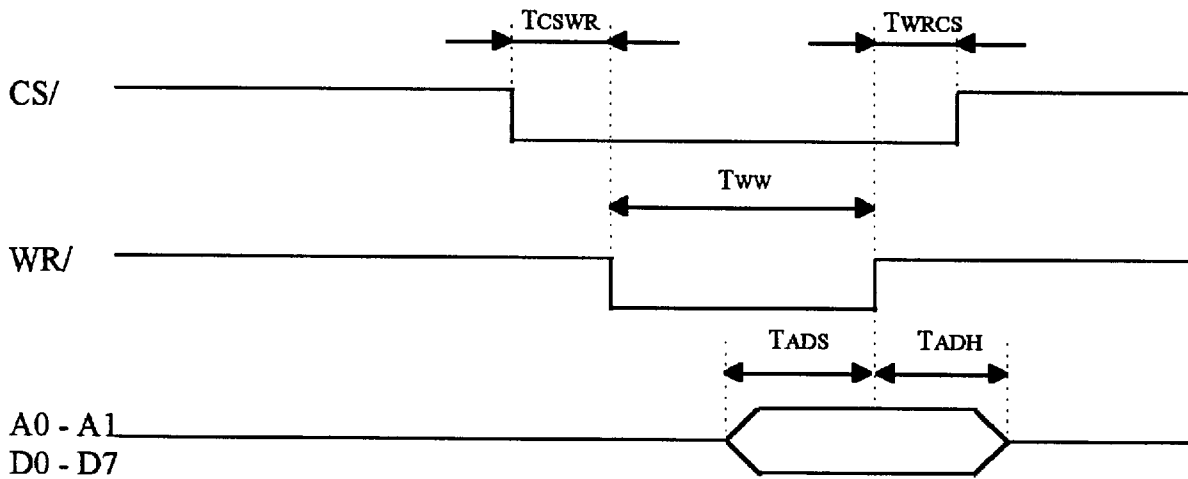 TCSWR
TWRCS
CS/
TWW
WR/
TADS
TADH
A0 - A1
D0 - D7